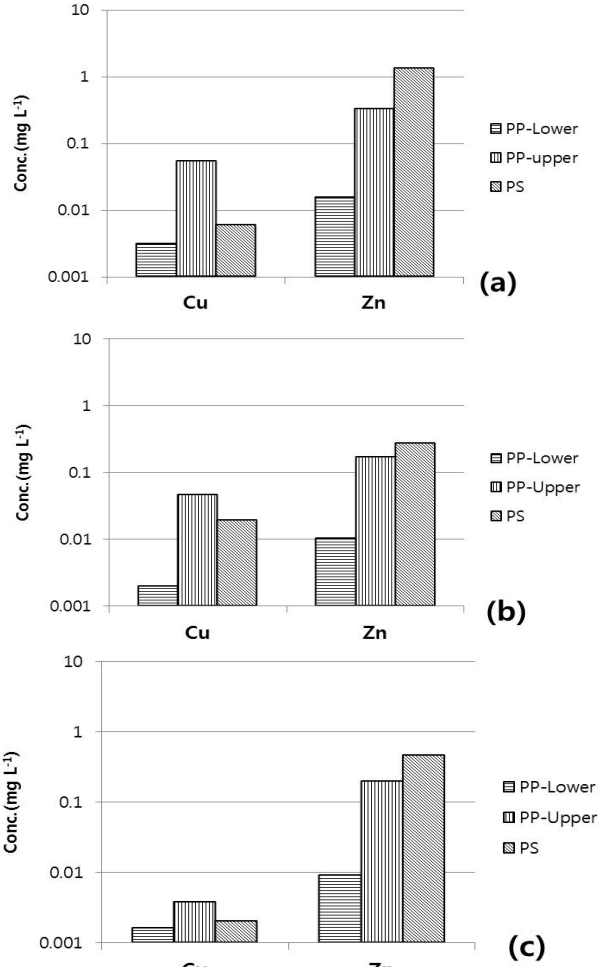 10
1
0.1
0.01
0.001
Conc.(mg L-1)
Cu Zn
PP-Lower
PP-upper
PS
(a)
10
1
0.1
0.01
0.001
Conc.(mg L-1)
Cu Zn
PP-Lower
PP-Upper
PS
(b)
10
1
0.1
0.01
0.001
Conc.(mg L-1)
Cu Zn
PP-Lower
PP-Upper
PS
(c)